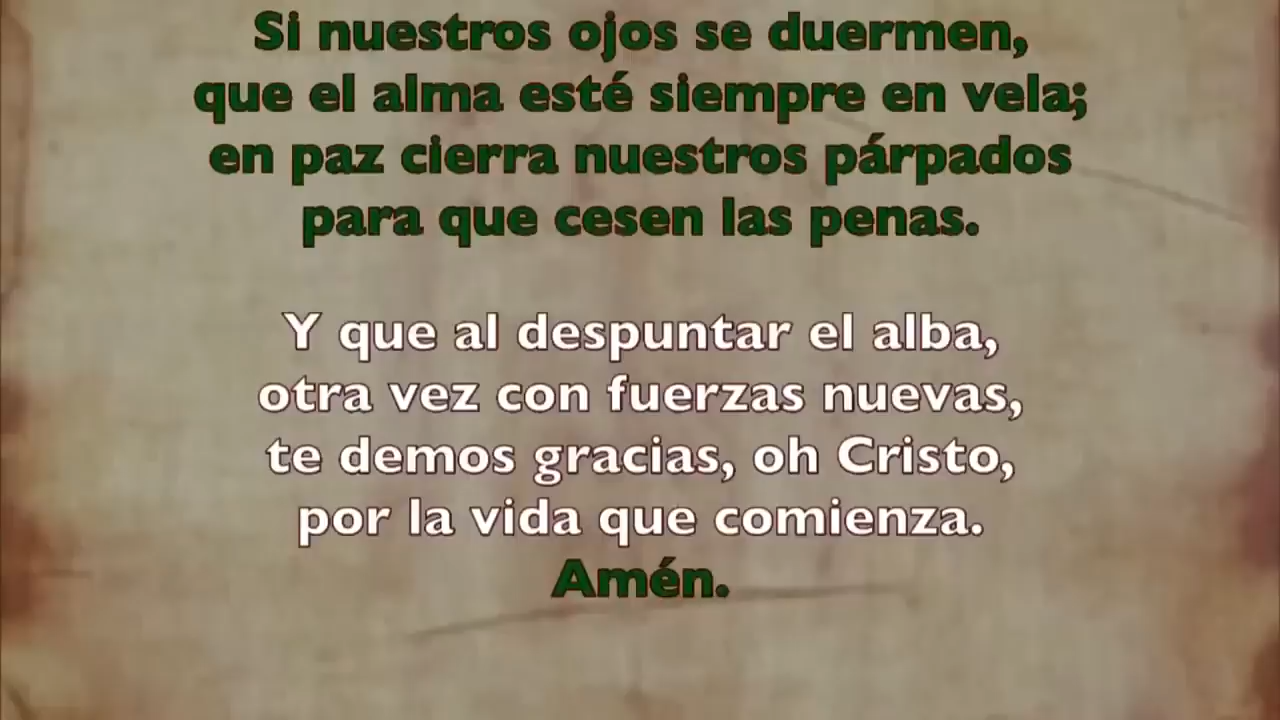 Si nuestros ojos se duermen,
que el alma esté siempre en vela;
en paz cierra nuestros párpados
para que cesen las penas.
Y que al despuntar el alba,
otra vez con fuerzas nuevas,
te demos gracias, oh Cristo,
por la vida que comienza.
Amén.